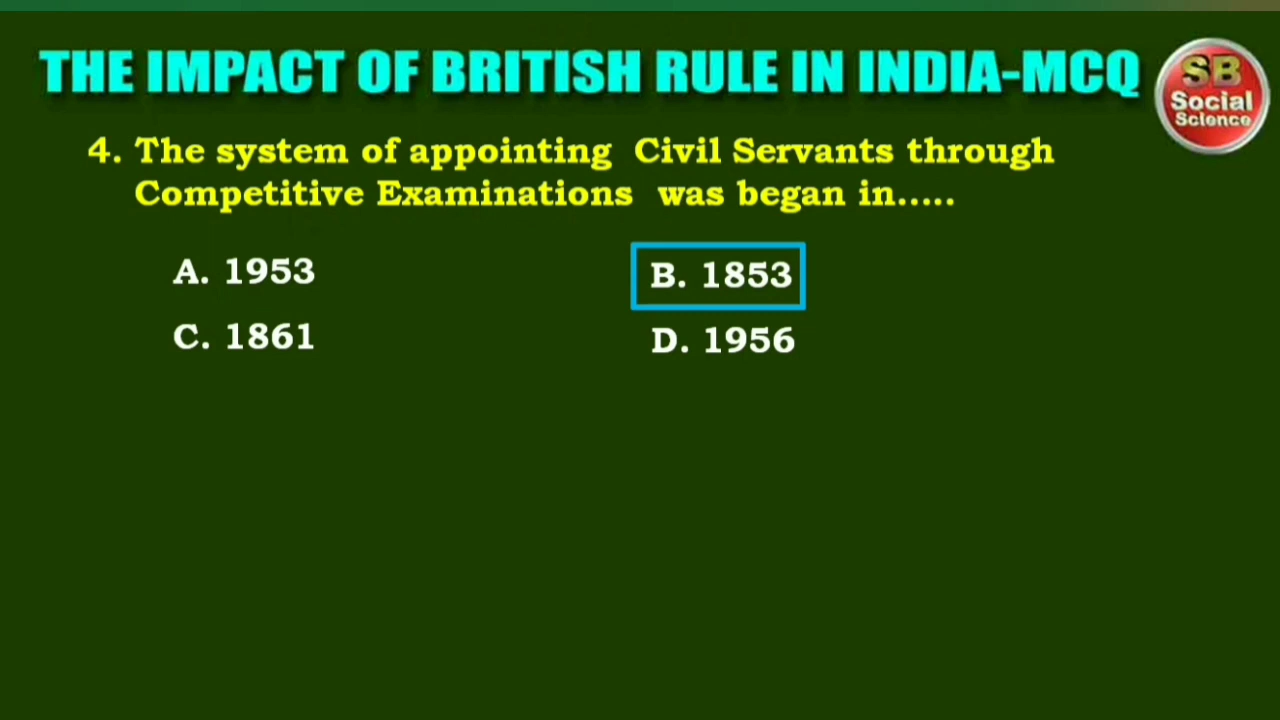 THE IMPACT OF BRITISH RULE IN INDIA-MCQ
SB
Social
Science
4. The system of appointing Civil Servants through
Competitive Examinations was began in.....
A. 1953
B. 1853
C. 1861
D. 1956